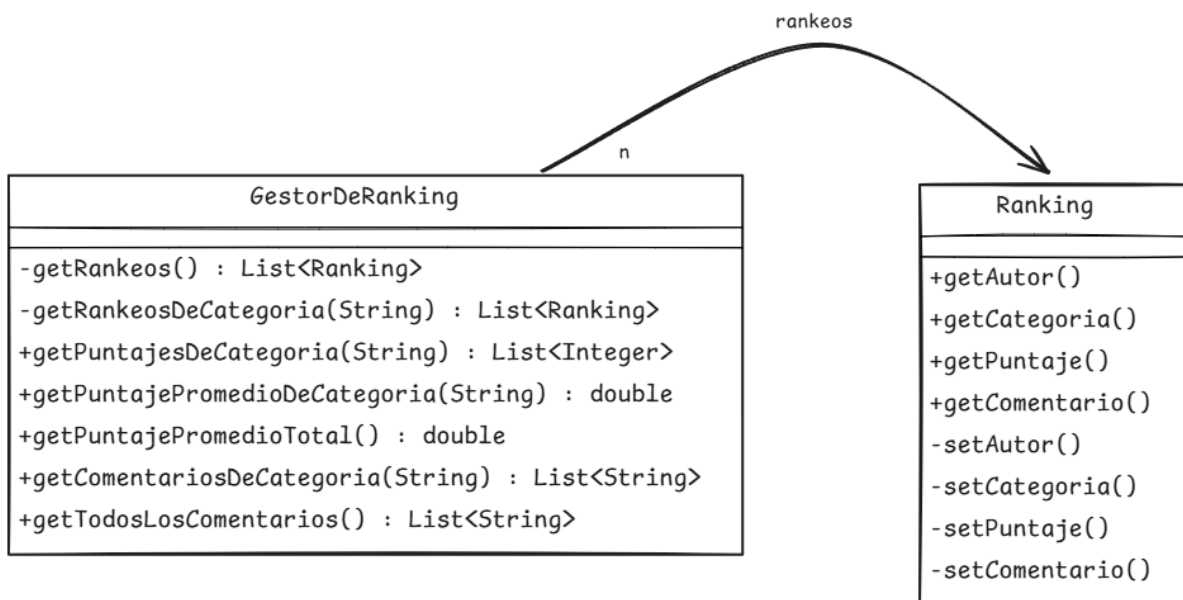 rankeos
n
GestorDeRanking
-getRankeos() : List<Ranking>
-getRankeosDeCategoria(String) : List<Ranking>
+getPuntajesDeCategoria(String) : List<Integer>
+getPuntajePromedioDeCategoria(String) : double
+getPuntajePromedioTotal() : double
+getComentariosDeCategoria(String) : List<String>
+getTodosLosComentarios() : List<String>
Ranking
+getAutor()
+getCategoria()
+getPuntaje()
+getComentario()
-setAutor()
-setCategoria()
-setPuntaje()
-setComentario()